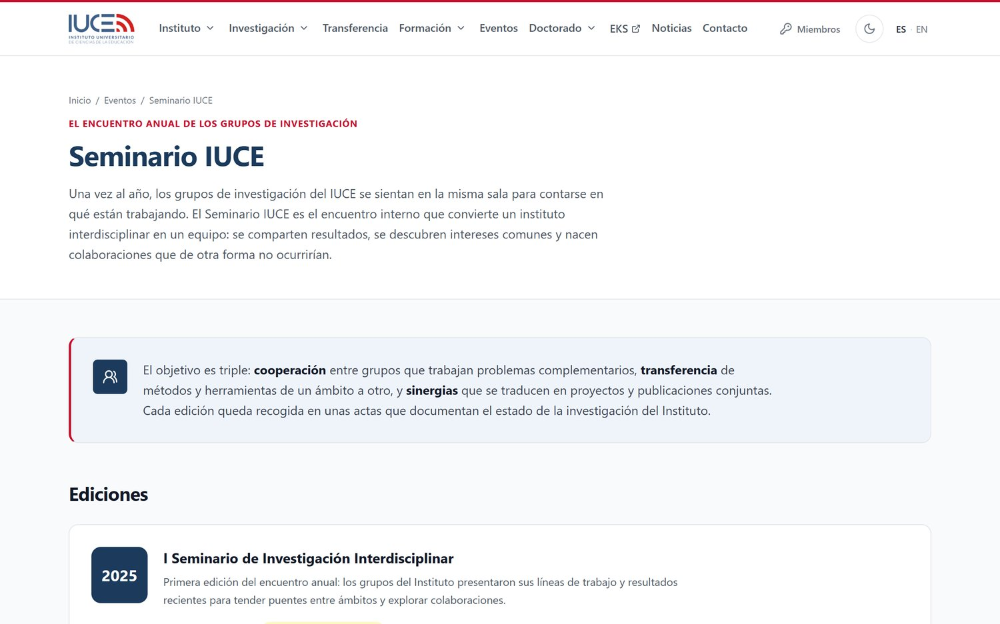 IUCE
INSTITUTO UNIVERSITARIO
DE CIENCIAS DE LA EDUCACIÓN
Instituto
Investigación
Transferencia
Formación
Eventos
Doctorado
EKS
Noticias
Contacto
Miembros
ES · EN
Inicio / Eventos / Seminario IUCE
EL ENCUENTRO ANUAL DE LOS GRUPOS DE INVESTIGACIÓN
Seminario IUCE
Una vez al año, los grupos de investigación del IUCE se sientan en la misma sala para contarse en
qué están trabajando. El Seminario IUCE es el encuentro interno que convierte un instituto
interdisciplinar en un equipo: se comparten resultados, se descubren intereses comunes y nacen
colaboraciones que de otra forma no ocurrirían.
El objetivo es triple: cooperación entre grupos que trabajan problemas complementarios, transferencia de
métodos y herramientas de un ámbito a otro, y sinergias que se traducen en proyectos y publicaciones conjuntas.
Cada edición queda recogida en unas actas que documentan el estado de la investigación del Instituto.
Ediciones
2025
I Seminario de Investigación Interdisciplinar
Primera edición del encuentro anual: los grupos del Instituto presentaron sus líneas de trabajo y resultados
recientes para tender puentes entre ámbitos y explorar colaboraciones.